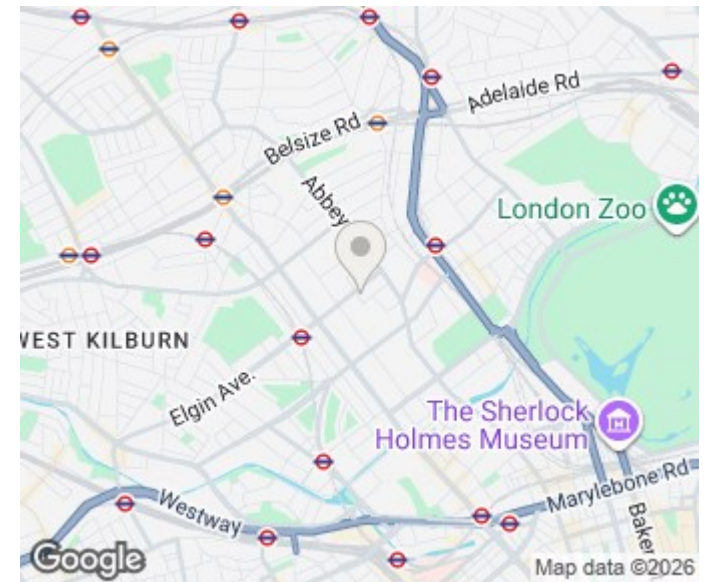 Adelaide Rd
Belsize Rd
Abbey
London Zoo
WEST KILBURN
Elgin Ave.
The Sherlock
Holmes Museum
Marylebone Rd
Westway
Baker
Google
Map data ©2026